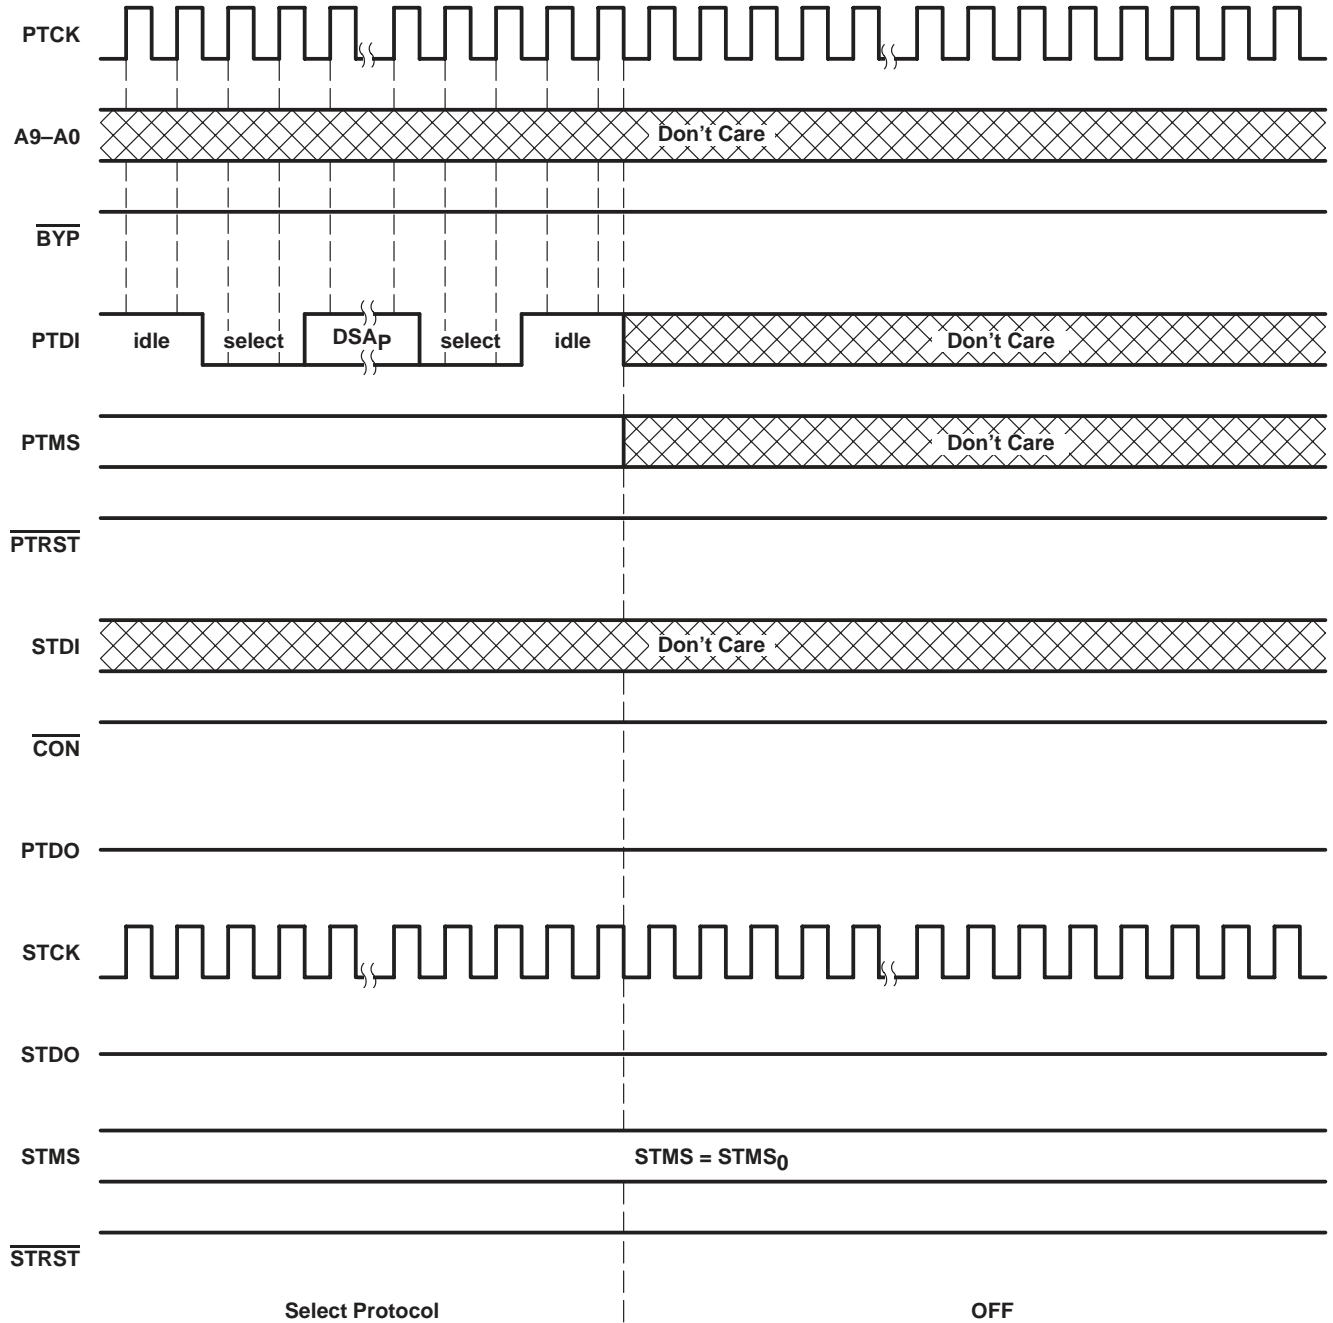 PTCK
A9–A0
Don't Care
BYP
PTDI
idle
select
DSAP
select
idle
Don't Care
PTMS
Don't Care
PTRST
STDI
Don't Care
CON
PTDO
STCK
STDO
STMS
STMS = STMS0
STRST
Select Protocol
OFF